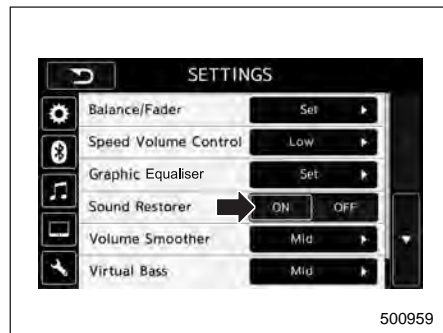 SETTINGS
Balance/Fader Set
Speed Volume Control Low
Graphic Equaliser Set
Sound Restorer ON OFF
Volume Smoother Mid
Virtual Bass Mid
500959